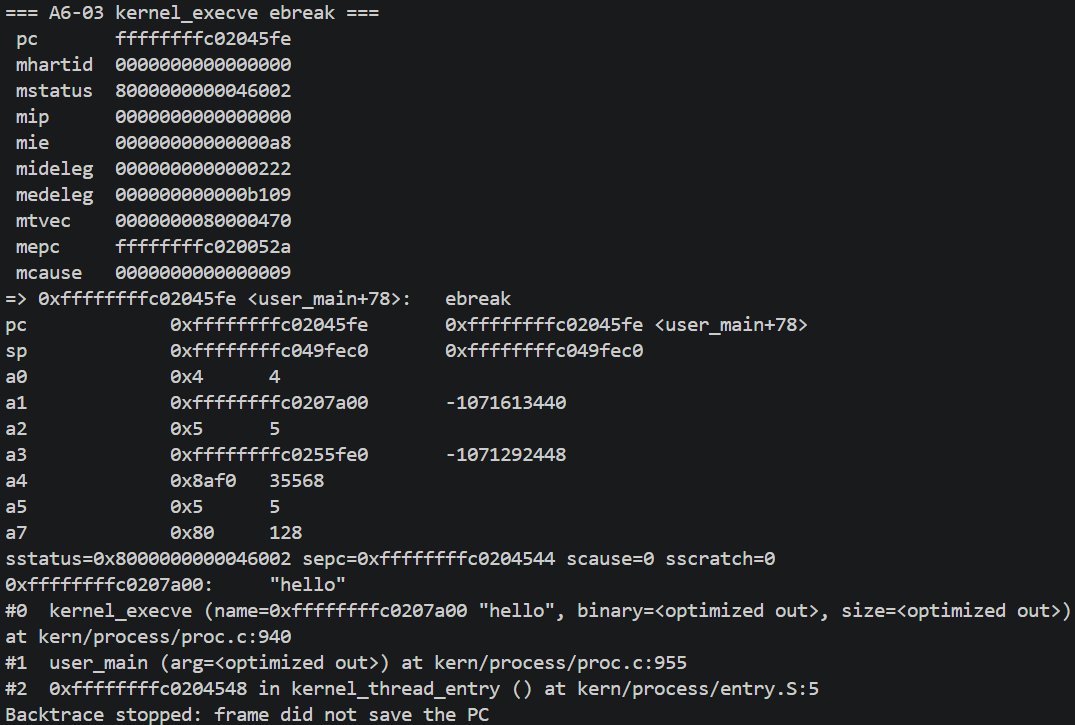 === A6-03 kernel_execve ebreak ===
pc ffffffffc02045fe
mhartid 0000000000000000
mstatus 8000000000046002
mip 0000000000000000
mie 00000000000000a8
mideleg 0000000000000222
medeleg 000000000000b109
mtvec 0000000080000470
mepc ffffffffc020052a
mcause 0000000000000009
=> 0xffffffffc02045fe <user_main+78>: ebreak
pc 0xffffffffc02045fe 0xffffffffc02045fe <user_main+78>
sp 0xffffffffc049fec0 0xffffffffc049fec0
a0 0x4 4
a1 0xffffffffc0207a00 -1071613440
a2 0x5 5
a3 0xffffffffc0255fe0 -1071292448
a4 0x8af0 35568
a5 0x5 5
a7 0x80 128
sstatus=0x8000000000046002 sepc=0xffffffffc0204544 scause=0 sscratch=0
0xffffffffc0207a00: "hello"
#0 kernel_execve (name=0xffffffffc0207a00 "hello", binary=<optimized out>, size=<optimized out>)
at kern/process/proc.c:940
#1 user_main (arg=<optimized out>) at kern/process/proc.c:955
#2 0xffffffffc0204548 in kernel_thread_entry () at kern/process/entry.S:5
Backtrace stopped: frame did not save the PC